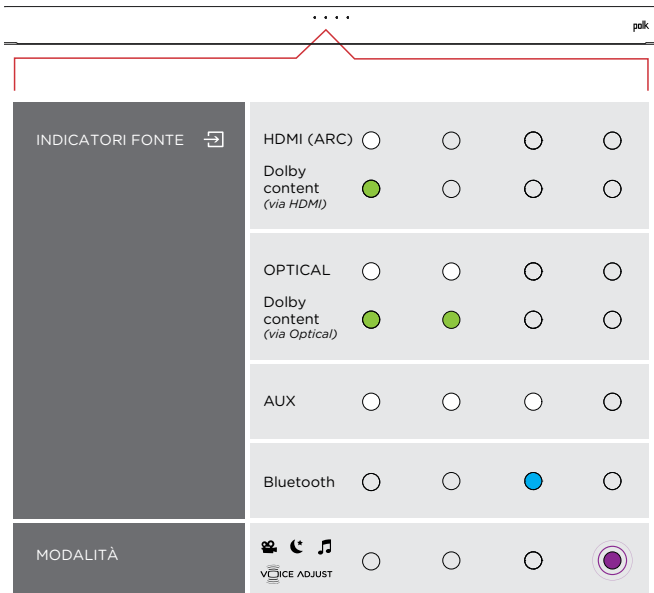 polk
INDICATORI FONTE
HDMI (ARC)
Dolby
content
(via HDMI)
OPTICAL
Dolby
content
(via Optical)
AUX
Bluetooth
MODALITÀ
VOICE ADJUST